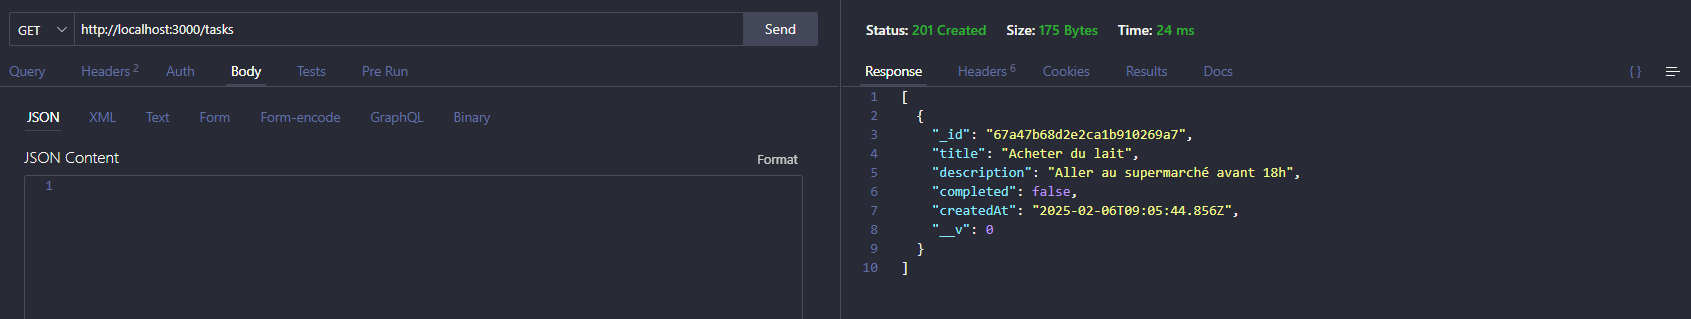 GET http://localhost:3000/tasks Send
Query Headers 2 Auth Body Tests Pre Run
JSON XML Text Form Form-encode GraphQL Binary
JSON Content Format
1
Status: 201 Created Size: 175 Bytes Time: 24 ms
Response Headers 6 Cookies Results Docs { }
1 [
2 {
3 "_id": "67a47b68d2e2ca1b910269a7",
4 "title": "Acheter du lait",
5 "description": "Aller au supermarché avant 18h",
6 "completed": false,
7 "createdAt": "2025-02-06T09:05:44.856Z",
8 "__v": 0
9 }
10 ]